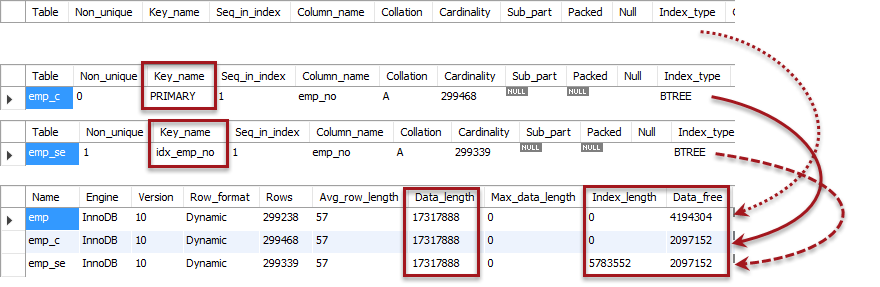 Table Non_unique Key_name Seq_in_index Column_name Collation Cardinality Sub_part Packed Null Index_type
Table Non_unique Key_name Seq_in_index Column_name Collation Cardinality Sub_part Packed Null Index_type
emp_c 0 PRIMARY 1 emp_no A 299468 NULL NULL BTREE
Table Non_unique Key_name Seq_in_index Column_name Collation Cardinality Sub_part Packed Null Index_type
emp_se 1 idx_emp_no 1 emp_no A 299339 NULL NULL BTREE
Name Engine Version Row_format Rows Avg_row_length Data_length Max_data_length Index_length Data_free
emp InnoDB 10 Dynamic 299238 57 17317888 0 0 4194304
emp_c InnoDB 10 Dynamic 299468 57 17317888 0 0 2097152
emp_se InnoDB 10 Dynamic 299339 57 17317888 0 5783552 2097152